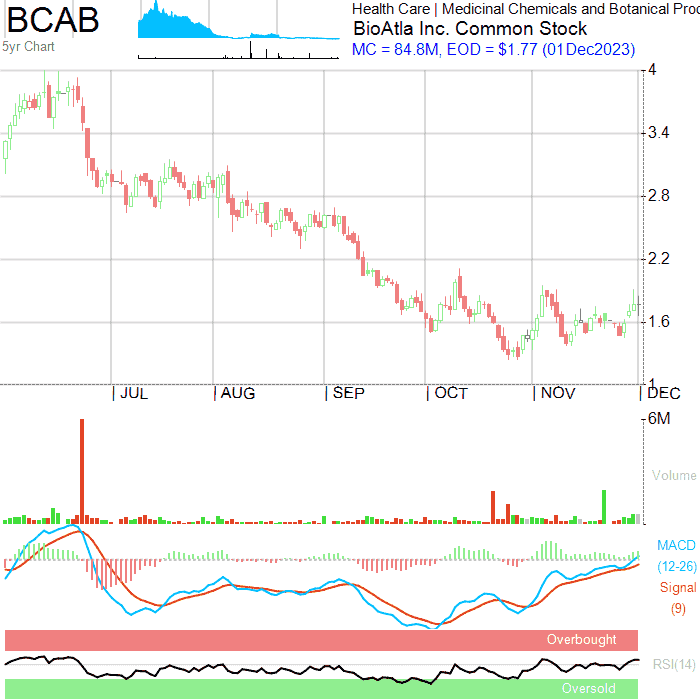 BCAB
5yr Chart
Health Care | Medicinal Chemicals and Botanical Proc
BioAtla Inc. Common Stock
MC = 84.8M, EOD = $1.77 (01Dec2023)
4
3.4
2.8
2.2
1.6
1
JUL AUG SEP OCT NOV DEC
6M
Volume
MACD
(12-26)
Signal
(9)
Overbought
RSI(14)
Oversold